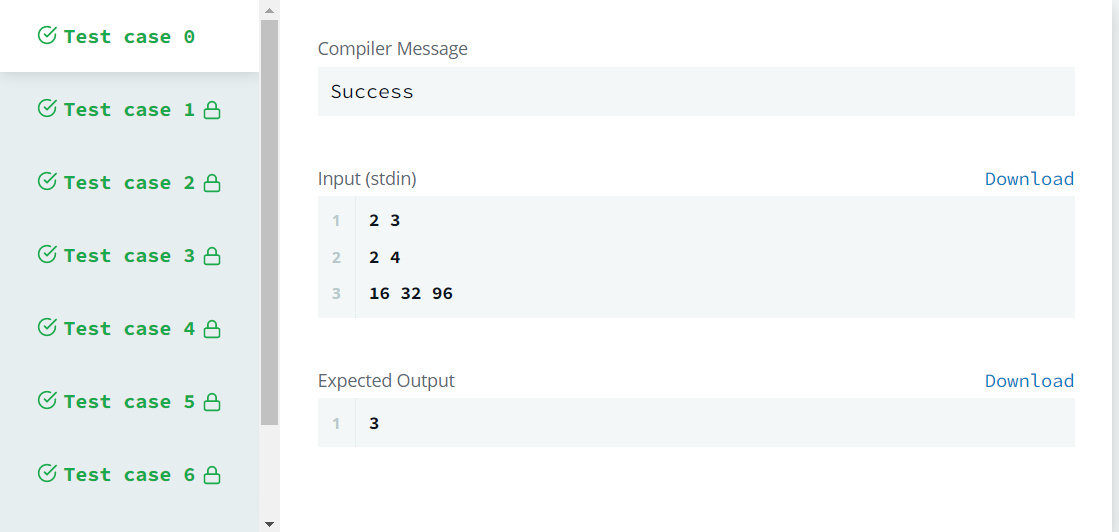 Test case 0
Test case 1
Test case 2
Test case 3
Test case 4
Test case 5
Test case 6
Compiler Message
Success
Input (stdin) Download
1 2 3
2 2 4
3 16 32 96
Expected Output Download
1 3